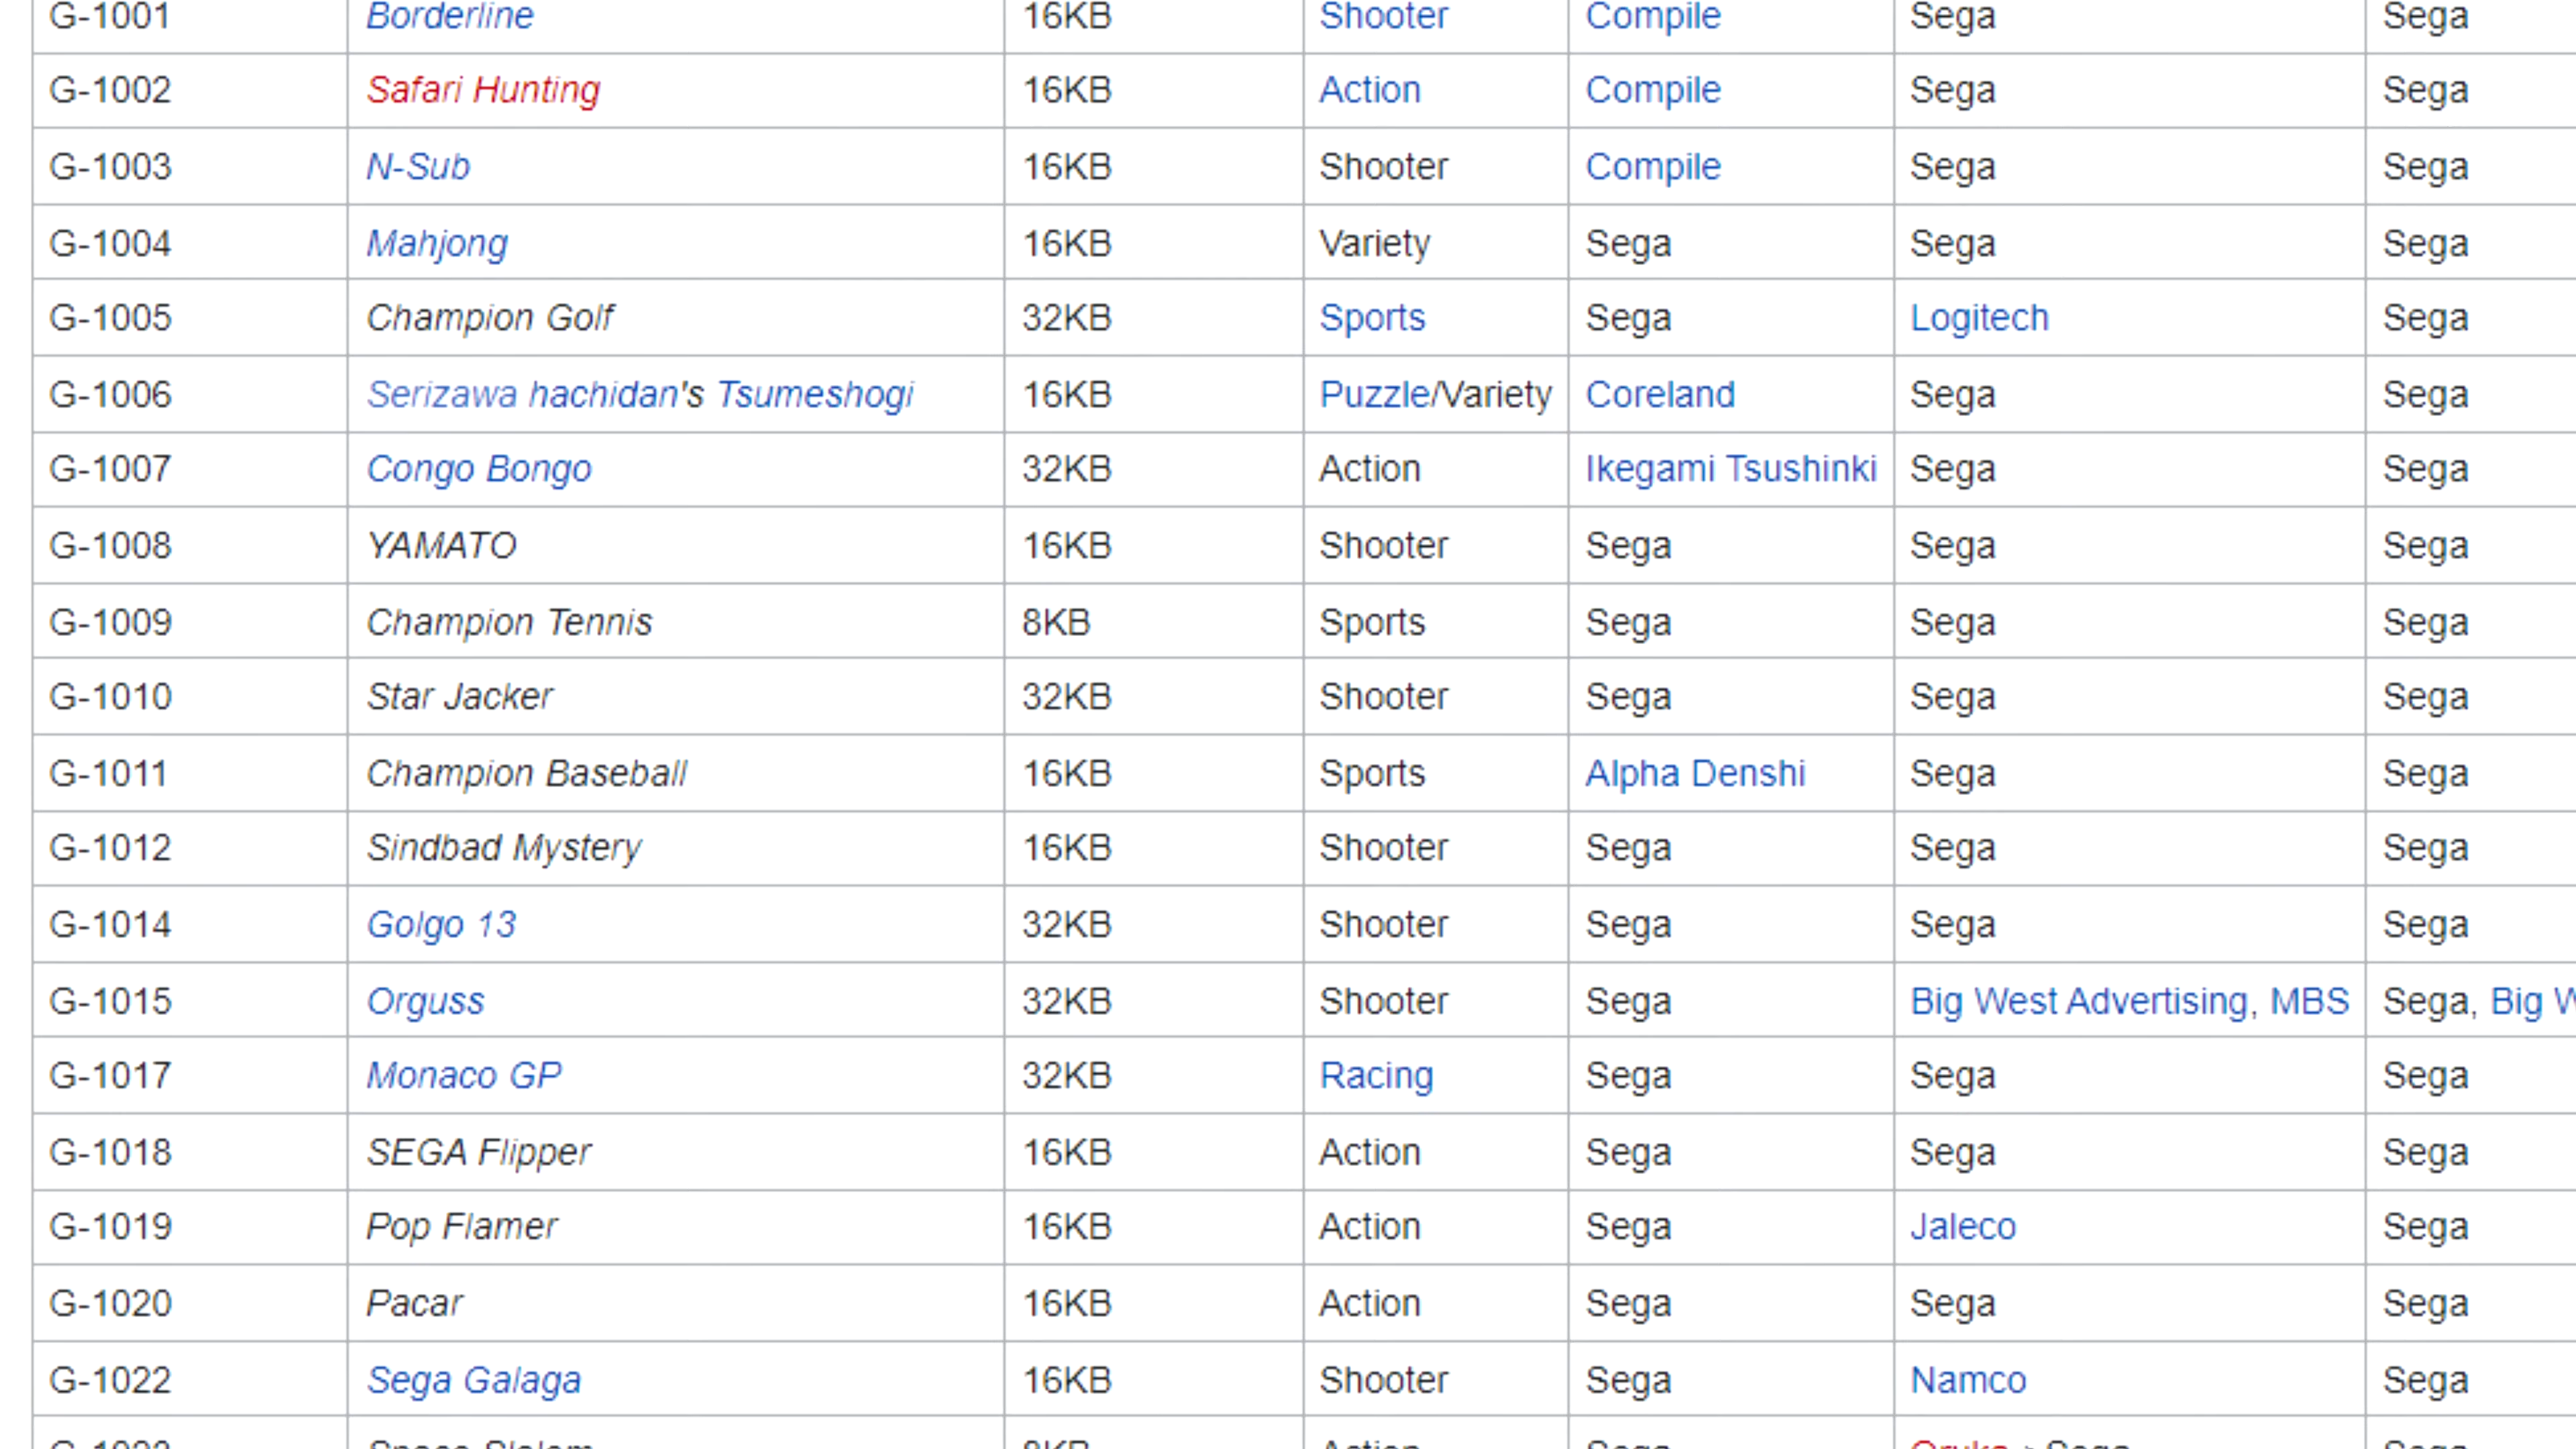 G-1001 Borderline 16KB Shooter Compile Sega Sega
G-1002 Safari Hunting 16KB Action Compile Sega Sega
G-1003 N-Sub 16KB Shooter Compile Sega Sega
G-1004 Mahjong 16KB Variety Sega Sega Sega
G-1005 Champion Golf 32KB Sports Sega Logitech Sega
G-1006 Serizawa hachidan's Tsumeshogi 16KB Puzzle/Variety Coreland Sega Sega
G-1007 Congo Bongo 32KB Action Ikegami Tsushinki Sega Sega
G-1008 YAMATO 16KB Shooter Sega Sega Sega
G-1009 Champion Tennis 8KB Sports Sega Sega Sega
G-1010 Star Jacker 32KB Shooter Sega Sega Sega
G-1011 Champion Baseball 16KB Sports Alpha Denshi Sega Sega
G-1012 Sindbad Mystery 16KB Shooter Sega Sega Sega
G-1014 Golgo 13 32KB Shooter Sega Sega Sega
G-1015 Orguss 32KB Shooter Sega Big West Advertising, MBS Sega, Big
G-1017 Monaco GP 32KB Racing Sega Sega Sega
G-1018 SEGA Flipper 16KB Action Sega Sega Sega
G-1019 Pop Flamer 16KB Action Sega Jaleco Sega
G-1020 Pacar 16KB Action Sega Sega Sega
G-1022 Sega Galaga 16KB Shooter Sega Namco Sega